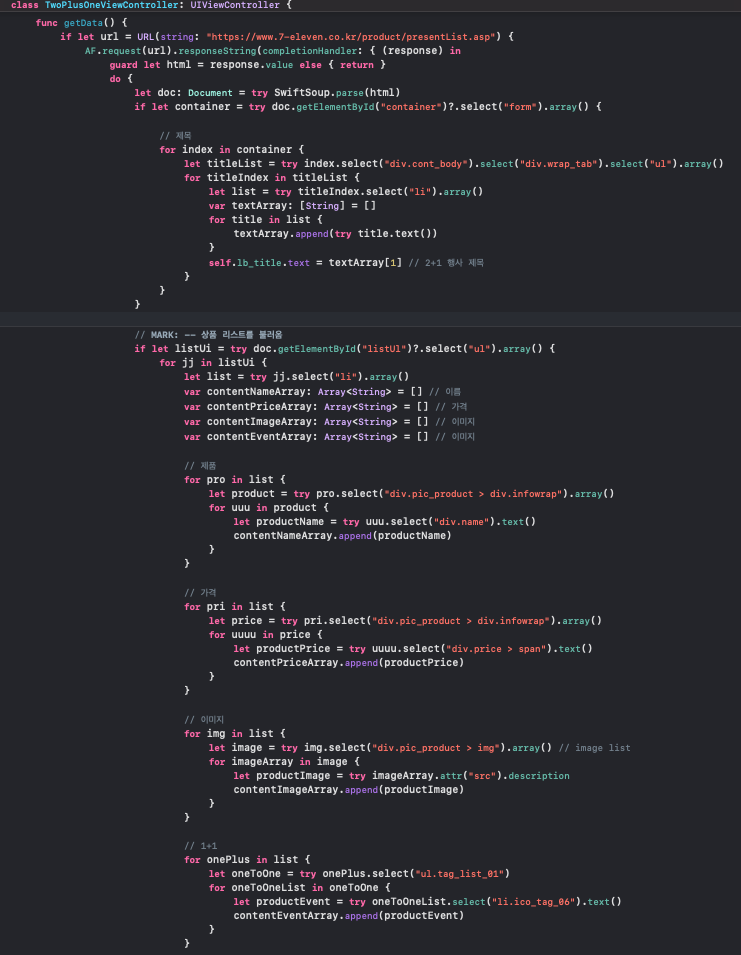 class TwoPlusOneViewController: UIViewController {
func getData() {
if let url = URL(string: "https://www.7-eleven.co.kr/product/presentList.asp") {
AF.request(url).responseString(completionHandler: { (response) in
guard let html = response.value else { return }
do {
let doc: Document = try SwiftSoup.parse(html)
if let container = try doc.getElementById("container")?.select("form").array() {
// 제목
for index in container {
let titleList = try index.select("div.cont_body").select("div.wrap_tab").select("ul").array()
for titleIndex in titleList {
let list = try titleIndex.select("li").array()
var textArray: [String] = []
for title in list {
textArray.append(try title.text())
}
self.lb_title.text = textArray[1] // 2+1 행사 제목
}
}
}
// MARK: -- 상품 리스트를 불러옴
if let listUi = try doc.getElementById("listUl")?.select("ul").array() {
for jj in listUi {
let list = try jj.select("li").array()
var contentNameArray: Array<String> = [] // 이름
var contentPriceArray: Array<String> = [] // 가격
var contentImageArray: Array<String> = [] // 이미지
var contentEventArray: Array<String> = [] // 이미지
// 제품
for pro in list {
let product = try pro.select("div.pic_product > div.infowrap").array()
for uuu in product {
let productName = try uuu.select("div.name").text()
contentNameArray.append(productName)
}
}
// 가격
for pri in list {
let price = try pri.select("div.pic_product > div.infowrap").array()
for uuuu in price {
let productPrice = try uuuu.select("div.price > span").text()
contentPriceArray.append(productPrice)
}
}
// 이미지
for img in list {
let image = try img.select("div.pic_product > img").array() // image list
for imageArray in image {
let productImage = try imageArray.attr("src").description
contentImageArray.append(productImage)
}
}
// 1+1
for onePlus in list {
let oneToOne = try onePlus.select("ul.tag_list_01")
for oneToOneList in oneToOne {
let productEvent = try oneToOneList.select("li.ico_tag_06").text()
contentEventArray.append(productEvent)
}
}